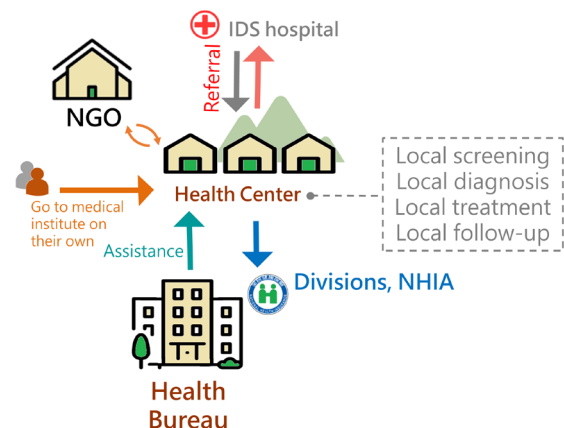 IDS hospital
Referral
NGO
Health Center
Go to medical
institute on
their own
Local screening
Local diagnosis
Local treatment
Local follow-up
Assistance
Divisions, NHIA
Health
Bureau